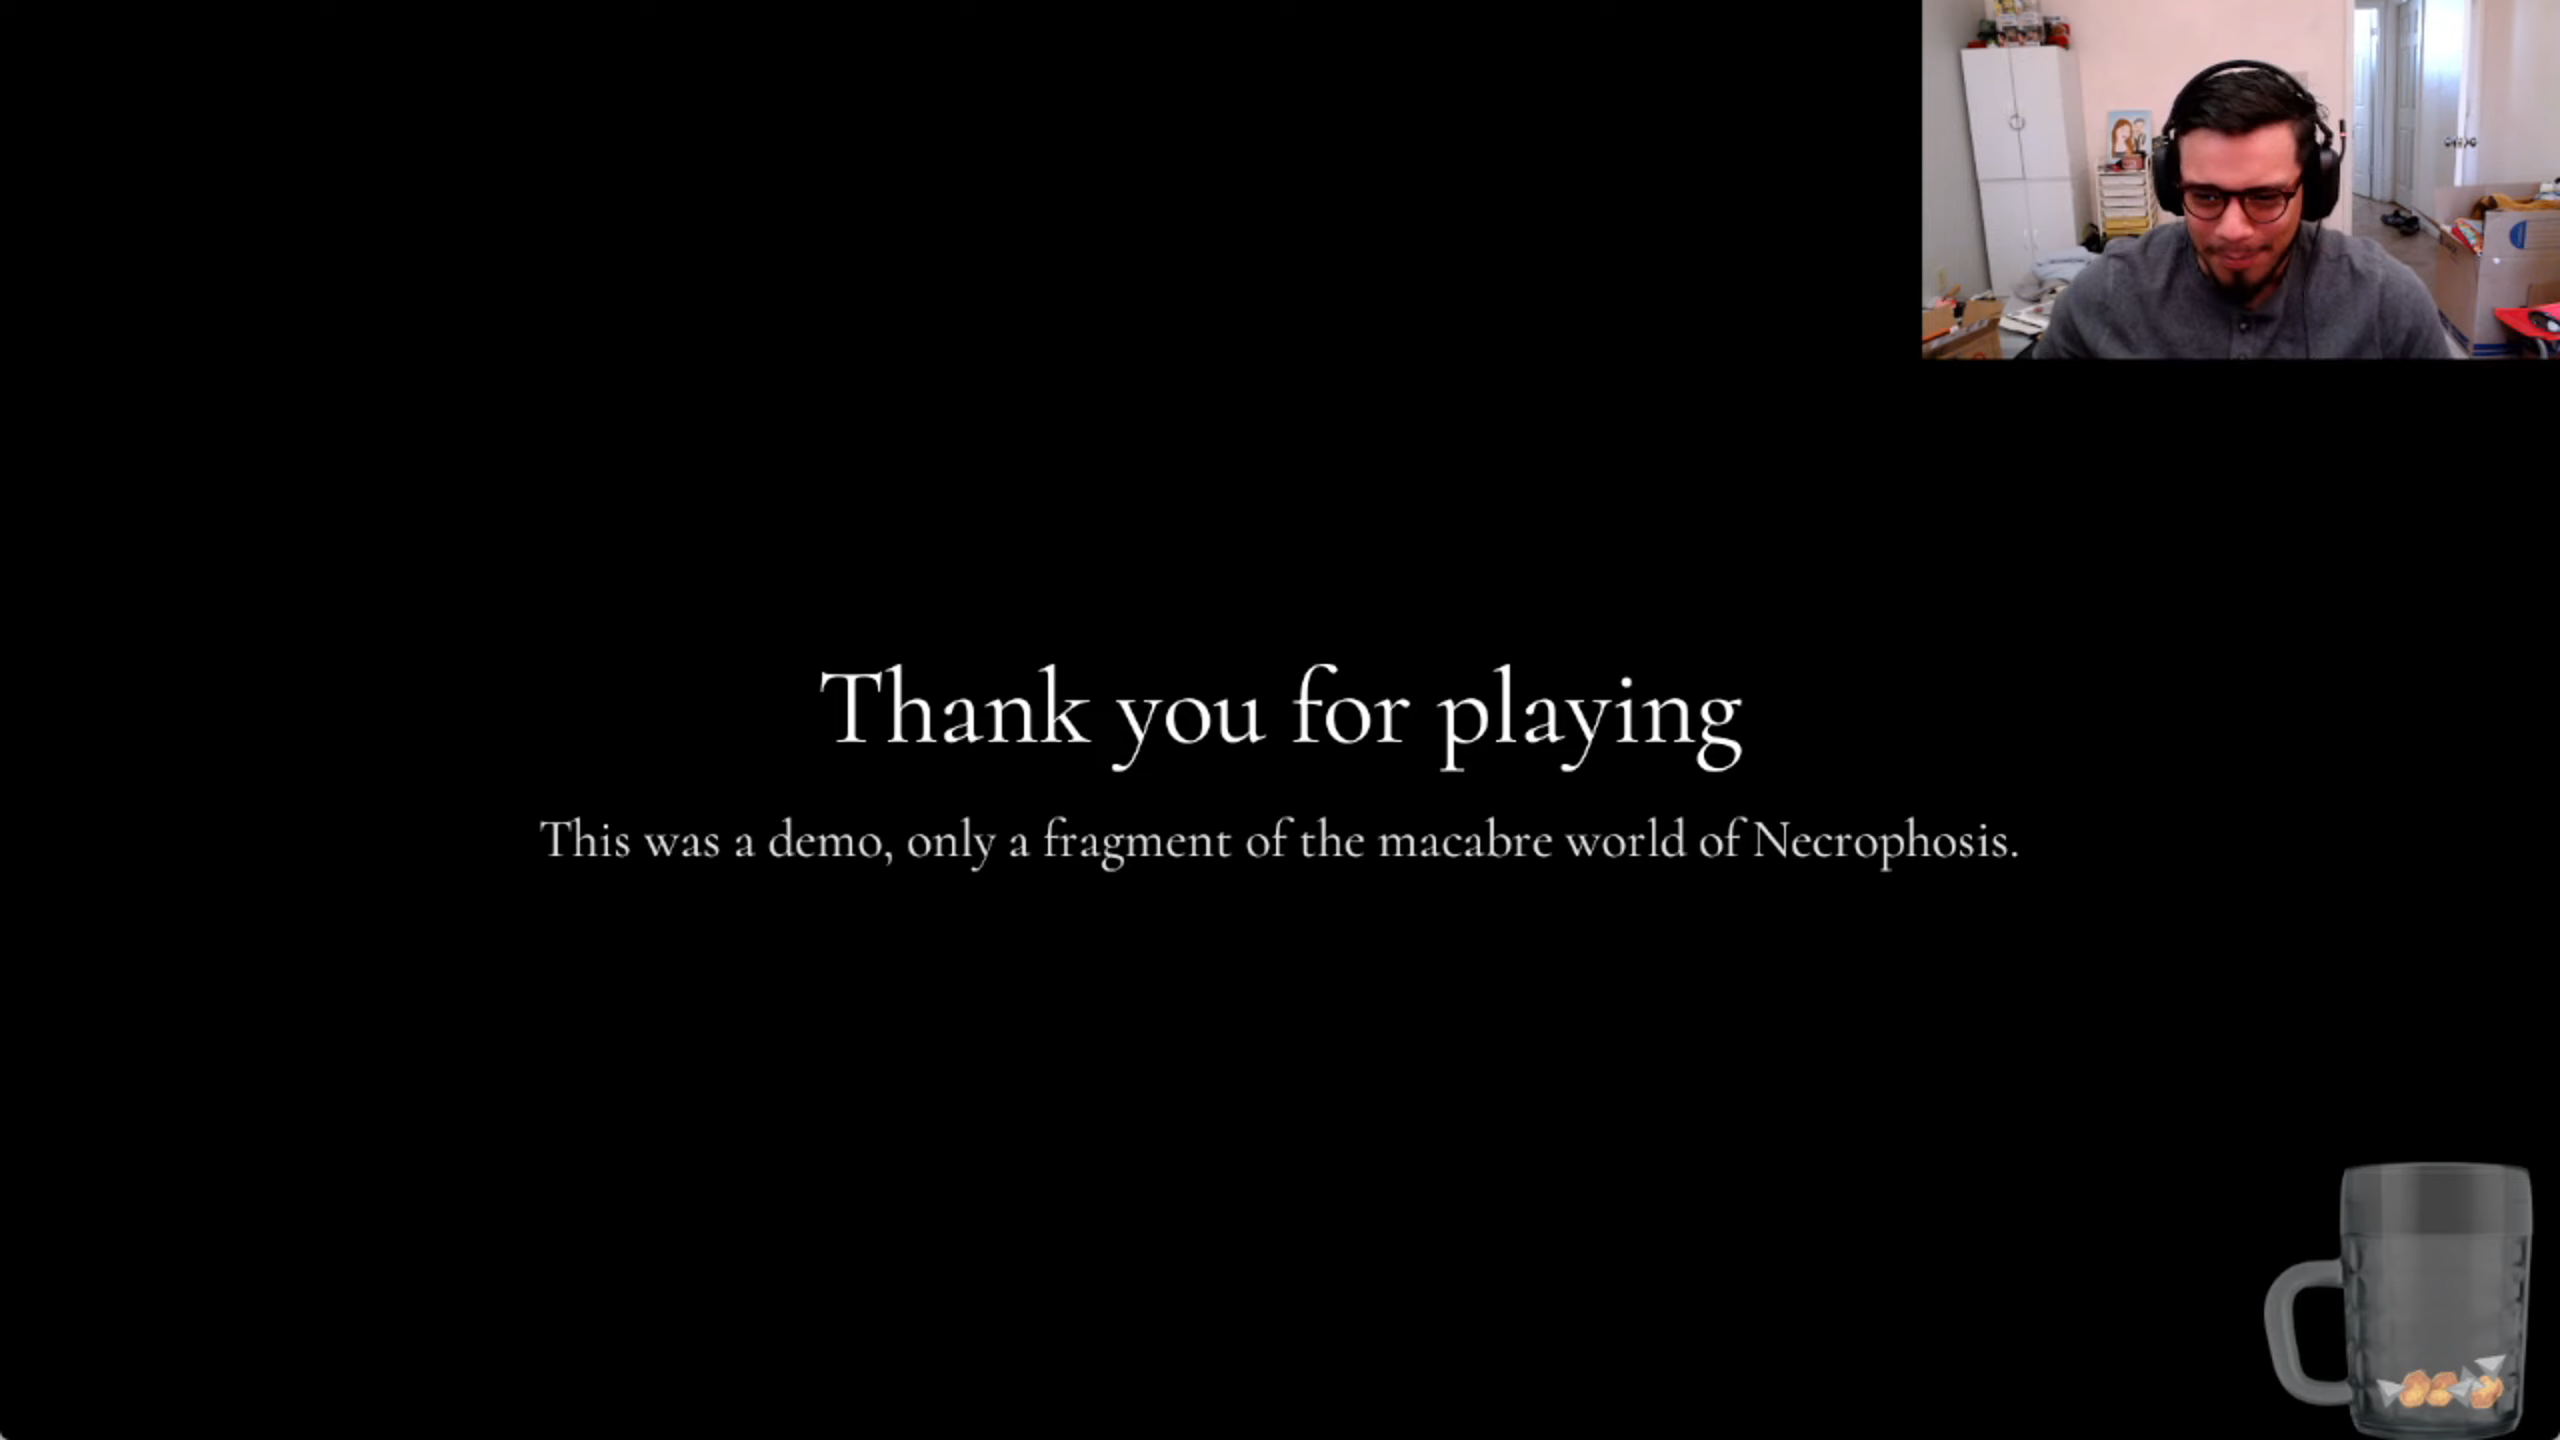 Thank you for playing
This was a demo, only a fragment of the macabre world of Necrophosis.